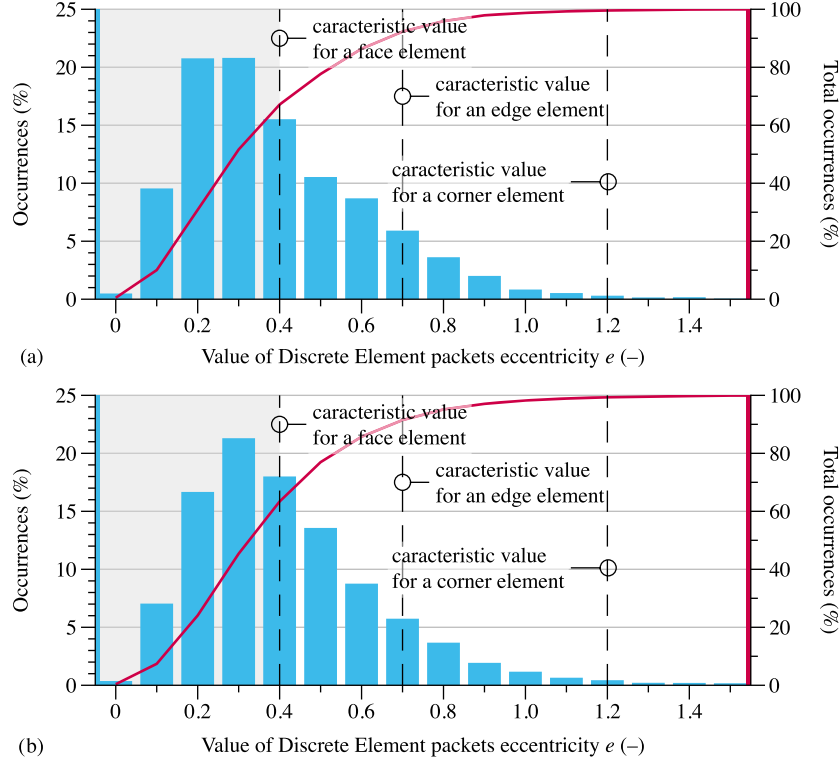 25
20
15
10
5
0
Occurrences (%)
caracteristic value
for a face element
caracteristic value
for an edge element
caracteristic value
for a corner element
100
80
60
40
20
0
Total occurrences (%)
0 0.2 0.4 0.6 0.8 1.0 1.2 1.4
(a) Value of Discrete Element packets eccentricity e (–)
25
20
15
10
5
0
Occurrences (%)
caracteristic value
for a face element
caracteristic value
for an edge element
caracteristic value
for a corner element
100
80
60
40
20
0
Total occurrences (%)
0 0.2 0.4 0.6 0.8 1.0 1.2 1.4
(b) Value of Discrete Element packets eccentricity e (–)